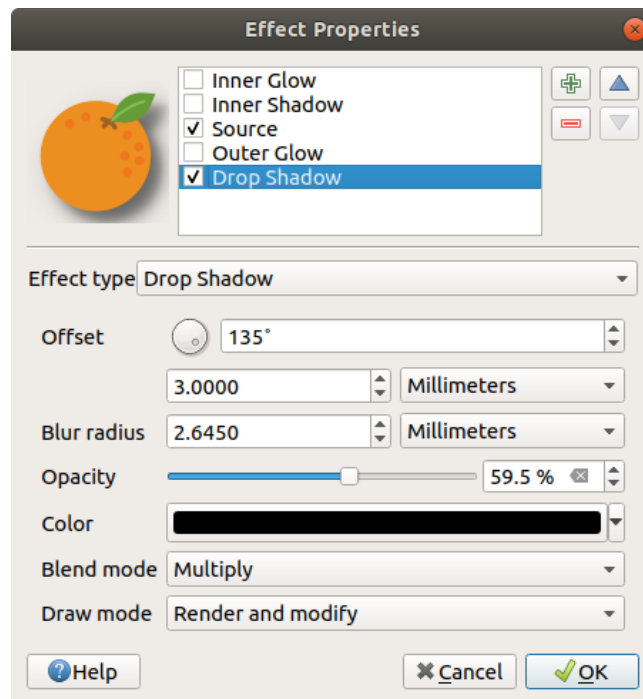 Effect Properties
Inner Glow
Inner Shadow
Source
Outer Glow
Drop Shadow
Effect type Drop Shadow
Offset 135°
3.0000 Millimeters
Blur radius 2.6450 Millimeters
Opacity 59.5 %
Color
Blend mode Multiply
Draw mode Render and modify
Help Cancel OK